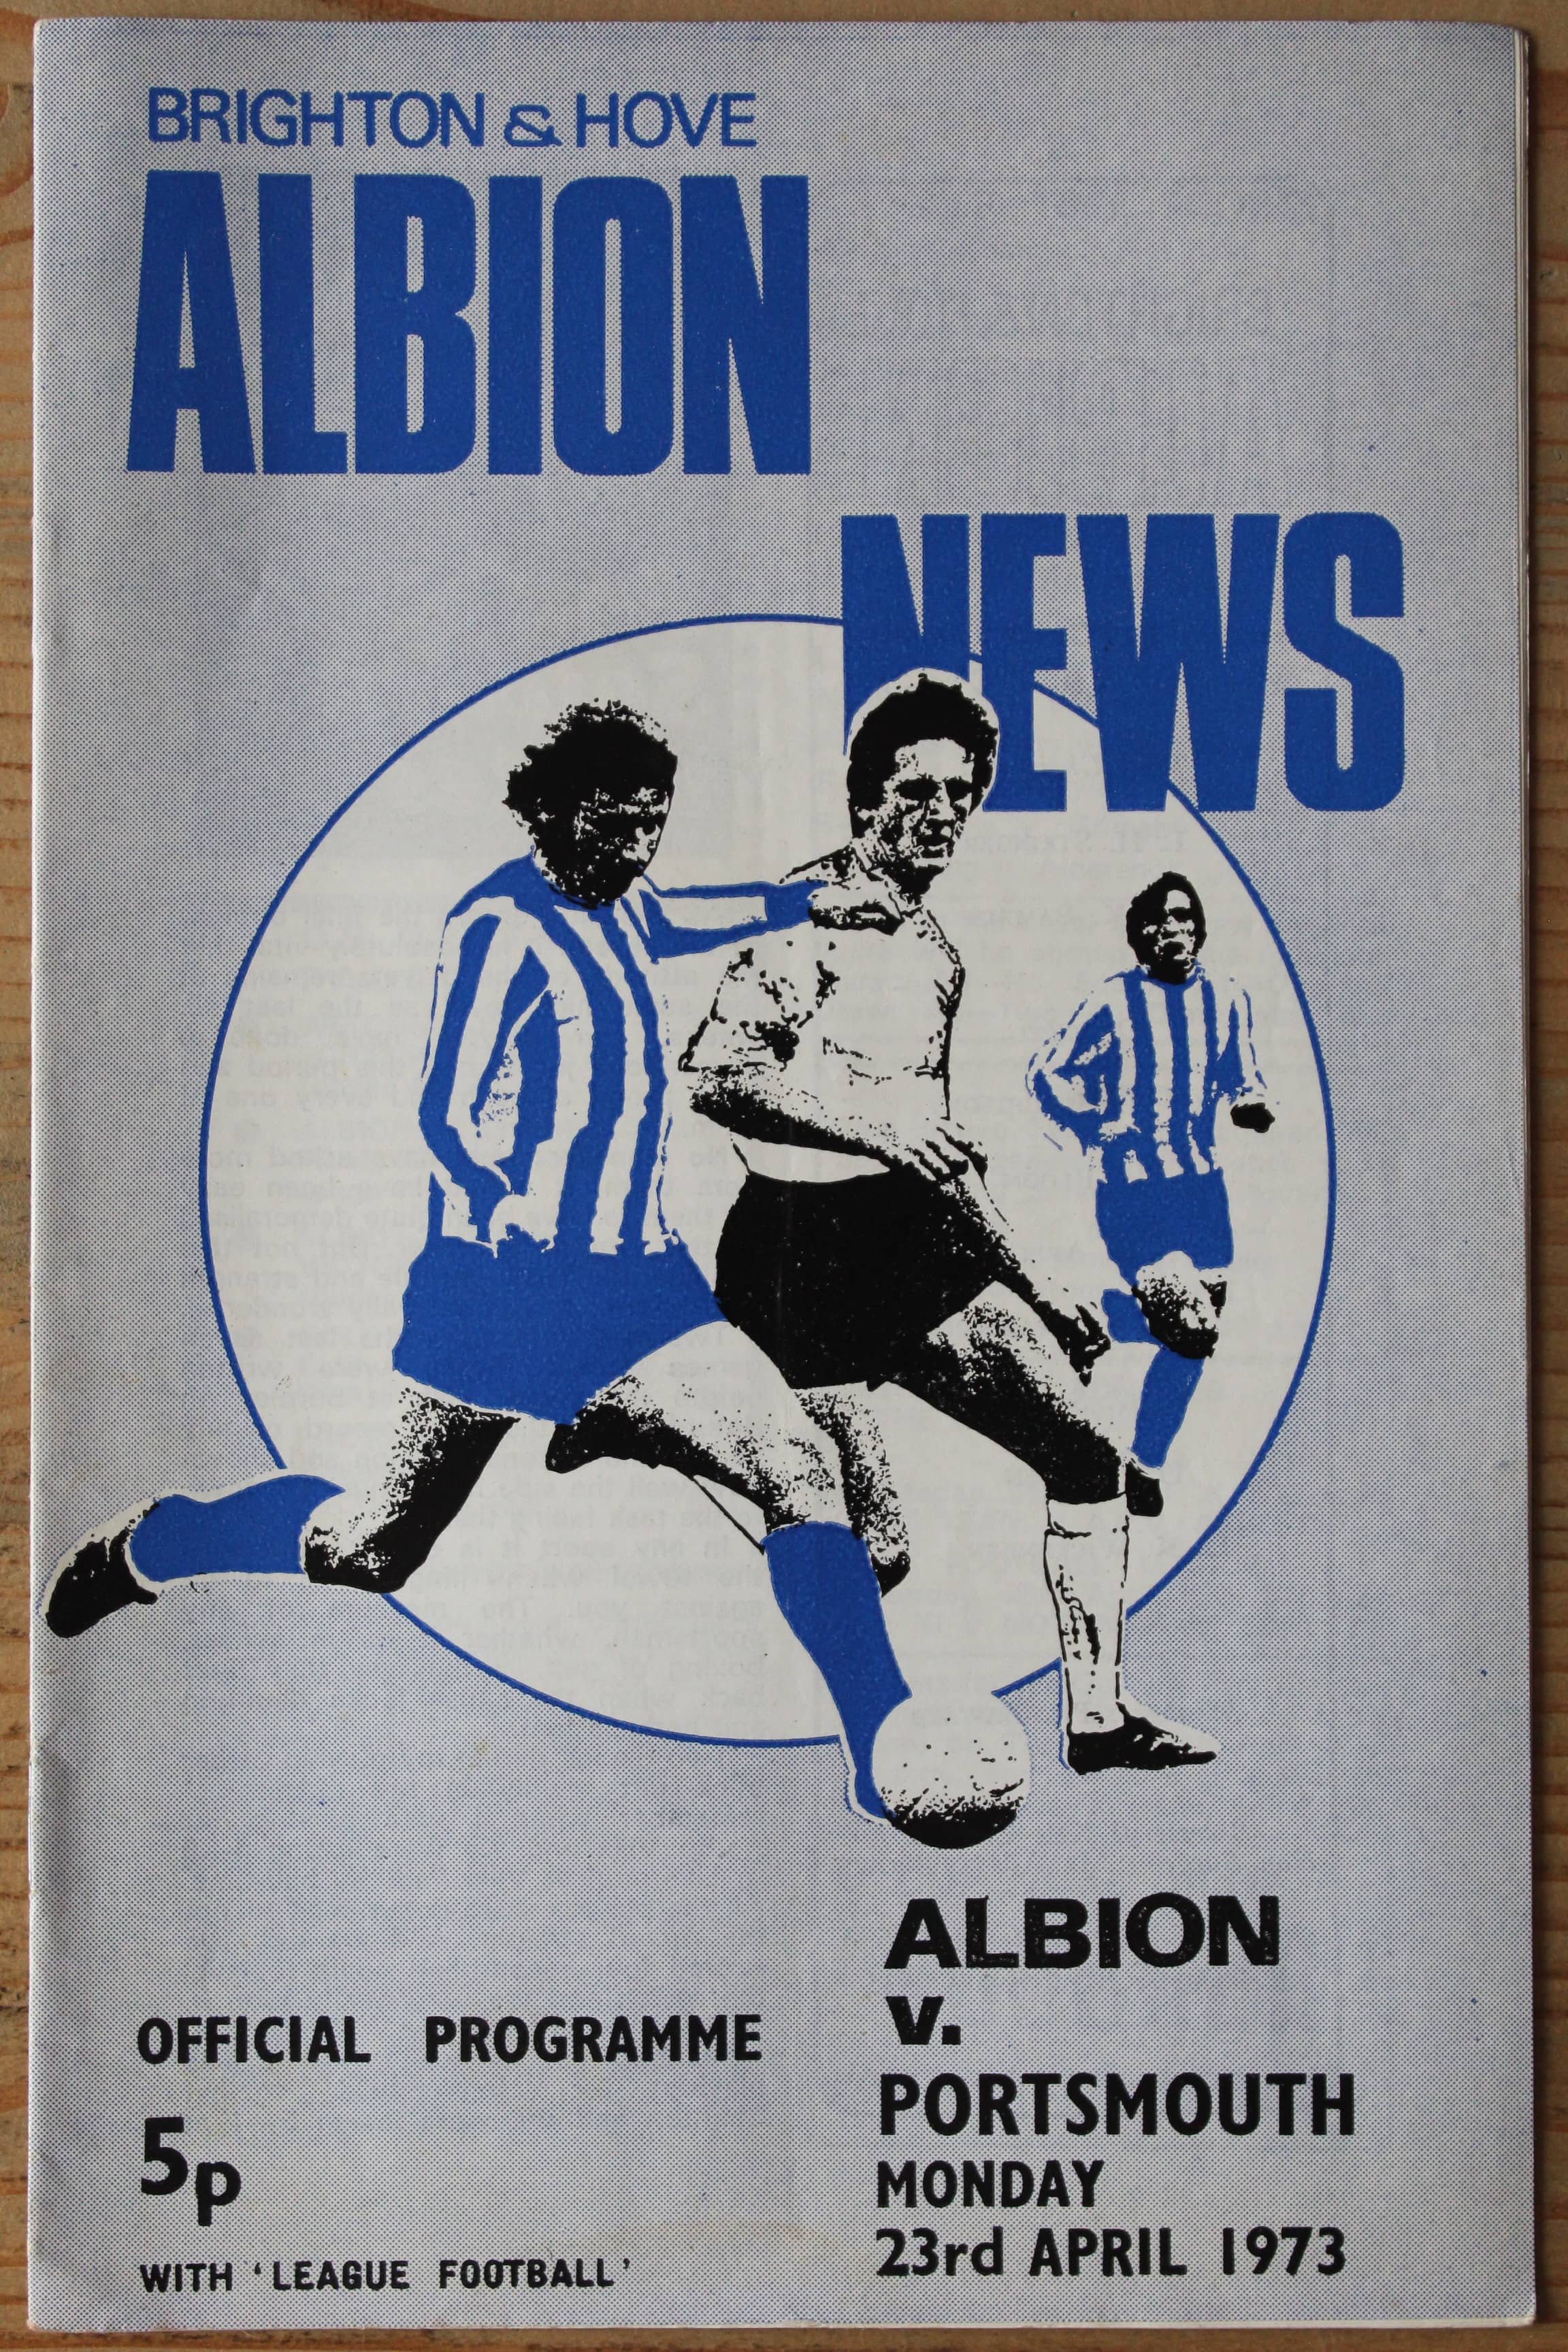 BRIGHTON & HOVE
ALBION
NEWS
ALBION
v.
PORTSMOUTH
MONDAY
23rd APRIL 1973
OFFICIAL PROGRAMME
5p
WITH 'LEAGUE FOOTBALL'